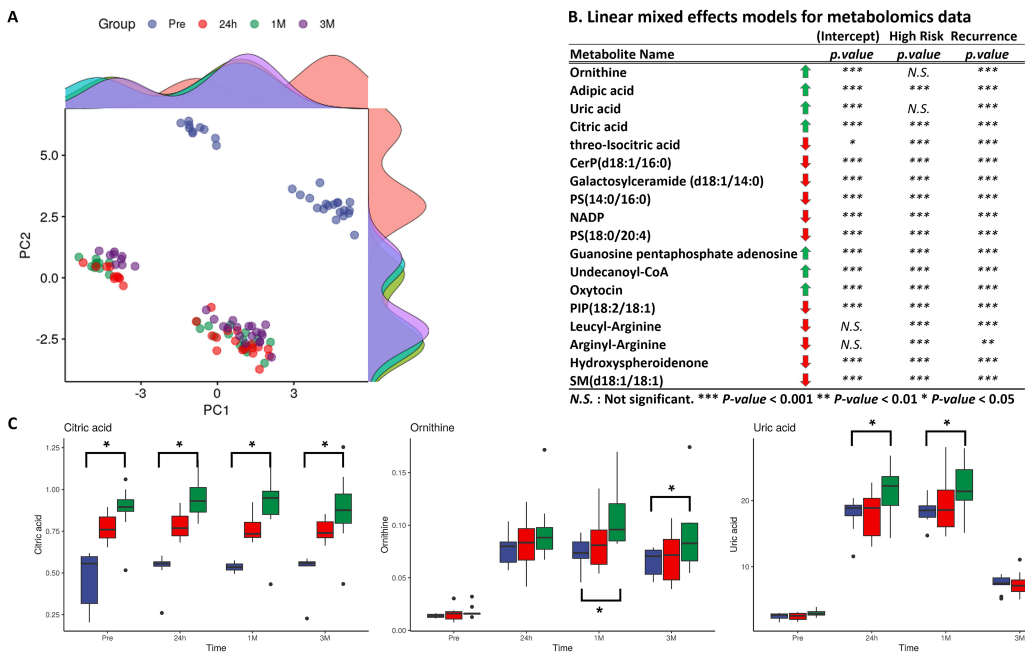 A
Group Pre 24h 1M 3M
PC2
5.0
2.5
0.0
-2.5
-3 0 3
PC1
B. Linear mixed effects models for metabolomics data
(Intercept) High Risk Recurrence
Metabolite Name p.value p.value p.value
Ornithine *** N.S. ***
Adipic acid *** *** ***
Uric acid *** N.S. ***
Citric acid *** *** ***
threo-Isocitric acid * *** ***
CerP(d18:1/16:0) *** *** ***
Galactosylceramide (d18:1/14:0) *** *** ***
PS(14:0/16:0) *** *** ***
NADP *** *** ***
PS(18:0/20:4) *** *** ***
Guanosine pentaphosphate adenosine *** *** ***
Undecanoyl-CoA *** *** ***
Oxytocin *** *** ***
PIP(18:2/18:1) *** *** ***
Leucyl-Arginine N.S. *** ***
Arginyl-Arginine N.S. *** **
Hydroxyspheroidenone *** *** ***
SM(d18:1/18:1) *** *** ***
N.S. : Not significant. *** P-value < 0.001 ** P-value < 0.01 * P-value < 0.05
C
Citric acid
Citric acid
1.25
1.00
0.75
0.50
0.25
* * * *
Pre 24h 1M 3M
Time
Ornithine
Ornithine
0.15
0.10
0.05
0.00
*
*
Pre 24h 1M 3M
Time
Uric acid
Uric acid
20
10
* *
Pre 24h 1M 3M
Time